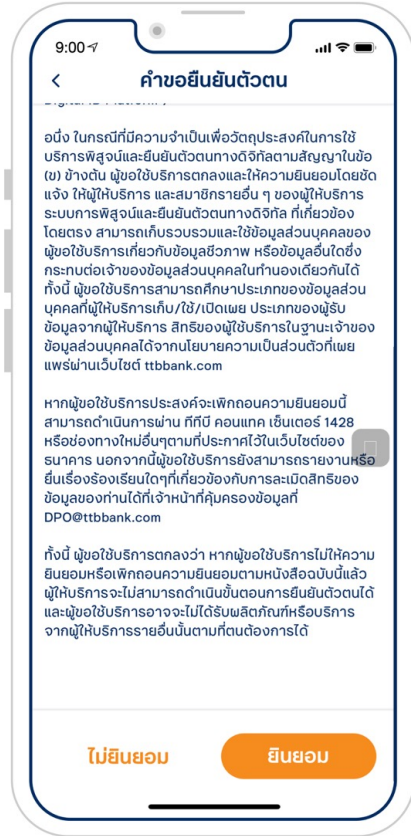 9:00
คำขอยืนยันตัวตน
อนึ่ง ในกรณีที่มีความจำเป็นเพื่อวัตถุประสงค์ในการใช้
บริการพิสูจน์และยืนยันตัวตนทางดิจิทัลตามสัญญาในข้อ
(ข) ข้างต้น ผู้ขอใช้บริการตกลงและให้ความยินยอมโดยชัด
แจ้ง ให้ผู้ให้บริการ และสมาชิกรายอื่น ๆ ของผู้ให้บริการ
ระบบการพิสูจน์และยืนยันตัวตนทางดิจิทัล ที่เกี่ยวข้อง
โดยตรง สามารถเก็บรวบรวมและใช้ข้อมูลส่วนบุคคลของ
ผู้ขอใช้บริการเกี่ยวกับข้อมูลชีวภาพ หรือข้อมูลอื่นใดซึ่ง
กระทบต่อเจ้าของข้อมูลส่วนบุคคลในทำนองเดียวกันได้
ทั้งนี้ ผู้ขอใช้บริการสามารถศึกษาประเภทของข้อมูลส่วน
บุคคลที่ผู้ให้บริการเก็บ/ใช้/เปิดเผย ประเภทของผู้รับ
ข้อมูลจากผู้ให้บริการ สิทธิของผู้ใช้บริการในฐานะเจ้าของ
ข้อมูลส่วนบุคคลได้จากนโยบายความเป็นส่วนตัวที่เผย
แพร่ผ่านเว็บไซต์ ttbbank.com
หากผู้ขอใช้บริการประสงค์จะเพิกถอนความยินยอมนี้
สามารถดำเนินการผ่าน ทีทีบี คอนแทค เซ็นเตอร์ 1428
หรือช่องทางใหม่อื่นๆตามที่ประกาศไว้ในเว็บไซต์ของ
ธนาคาร นอกจากนี้ผู้ขอใช้บริการยังสามารถรายงานหรือ
ยื่นเรื่องร้องเรียนใดๆที่เกี่ยวข้องกับการละเมิดสิทธิของ
ข้อมูลของท่านได้ที่เจ้าหน้าที่คุ้มครองข้อมูลที่
DPO@ttbbank.com
ทั้งนี้ ผู้ขอใช้บริการตกลงว่า หากผู้ขอใช้บริการไม่ให้ความ
ยินยอมหรือเพิกถอนความยินยอมตามหนังสือฉบับนี้แล้ว
ผู้ให้บริการจะไม่สามารถดำเนินขั้นตอนการยืนยันตัวตนได้
และผู้ขอใช้บริการอาจจะไม่ได้รับผลิตภัณฑ์หรือบริการ
จากผู้ให้บริการรายอื่นนั้นตามที่ตนต้องการได้
ไม่ยินยอม
ยินยอม